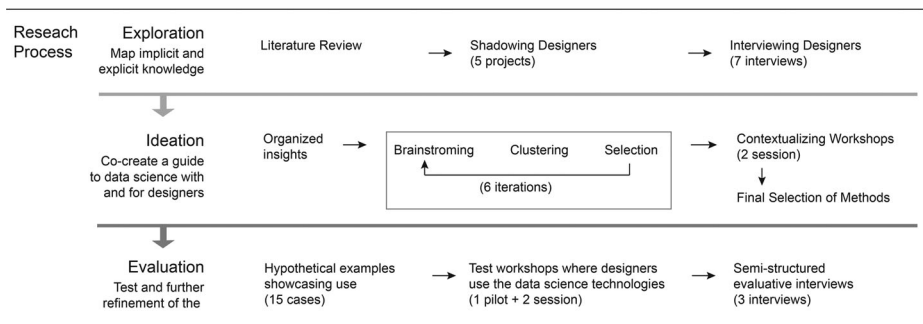 Reseach
Process
Exploration
Map implicit and
explicit knowledge
Literature Review
Shadowing Designers
(5 projects)
Interviewing Designers
(7 interviews)
Ideation
Co-create a guide
to data science with
and for designers
Organized
insights
Brainstroming Clustering Selection
(6 iterations)
Contextualizing Workshops
(2 session)
Final Selection of Methods
Evaluation
Test and further
refinement of the
Hypothetical examples
showcasing use
(15 cases)
Test workshops where designers
use the data science technologies
(1 pilot + 2 session)
Semi-structured
evaluative interviews
(3 interviews)